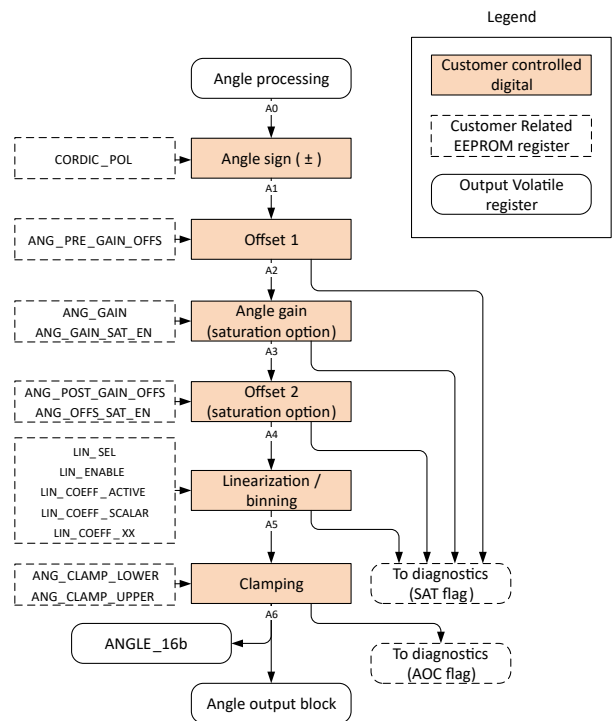 Legend
Customer controlled
digital
Customer Related
EEPROM register
Output Volatile
register
Angle processing
A0
CORDIC_POL
Angle sign ( ± )
A1
ANG_PRE_GAIN_OFFS
Offset 1
A2
ANG_GAIN
ANG_GAIN_SAT_EN
Angle gain
(saturation option)
A3
ANG_POST_GAIN_OFFS
ANG_OFFS_SAT_EN
Offset 2
(saturation option)
A4
LIN_SEL
LIN_ENABLE
LIN_COEFF_ACTIVE
LIN_COEFF_SCALAR
LIN_COEFF_XX
Linearization /
binning
A5
ANG_CLAMP_LOWER
ANG_CLAMP_UPPER
Clamping
To diagnostics
(SAT flag)
A6
ANGLE_16b
To diagnostics
(AOC flag)
Angle output block